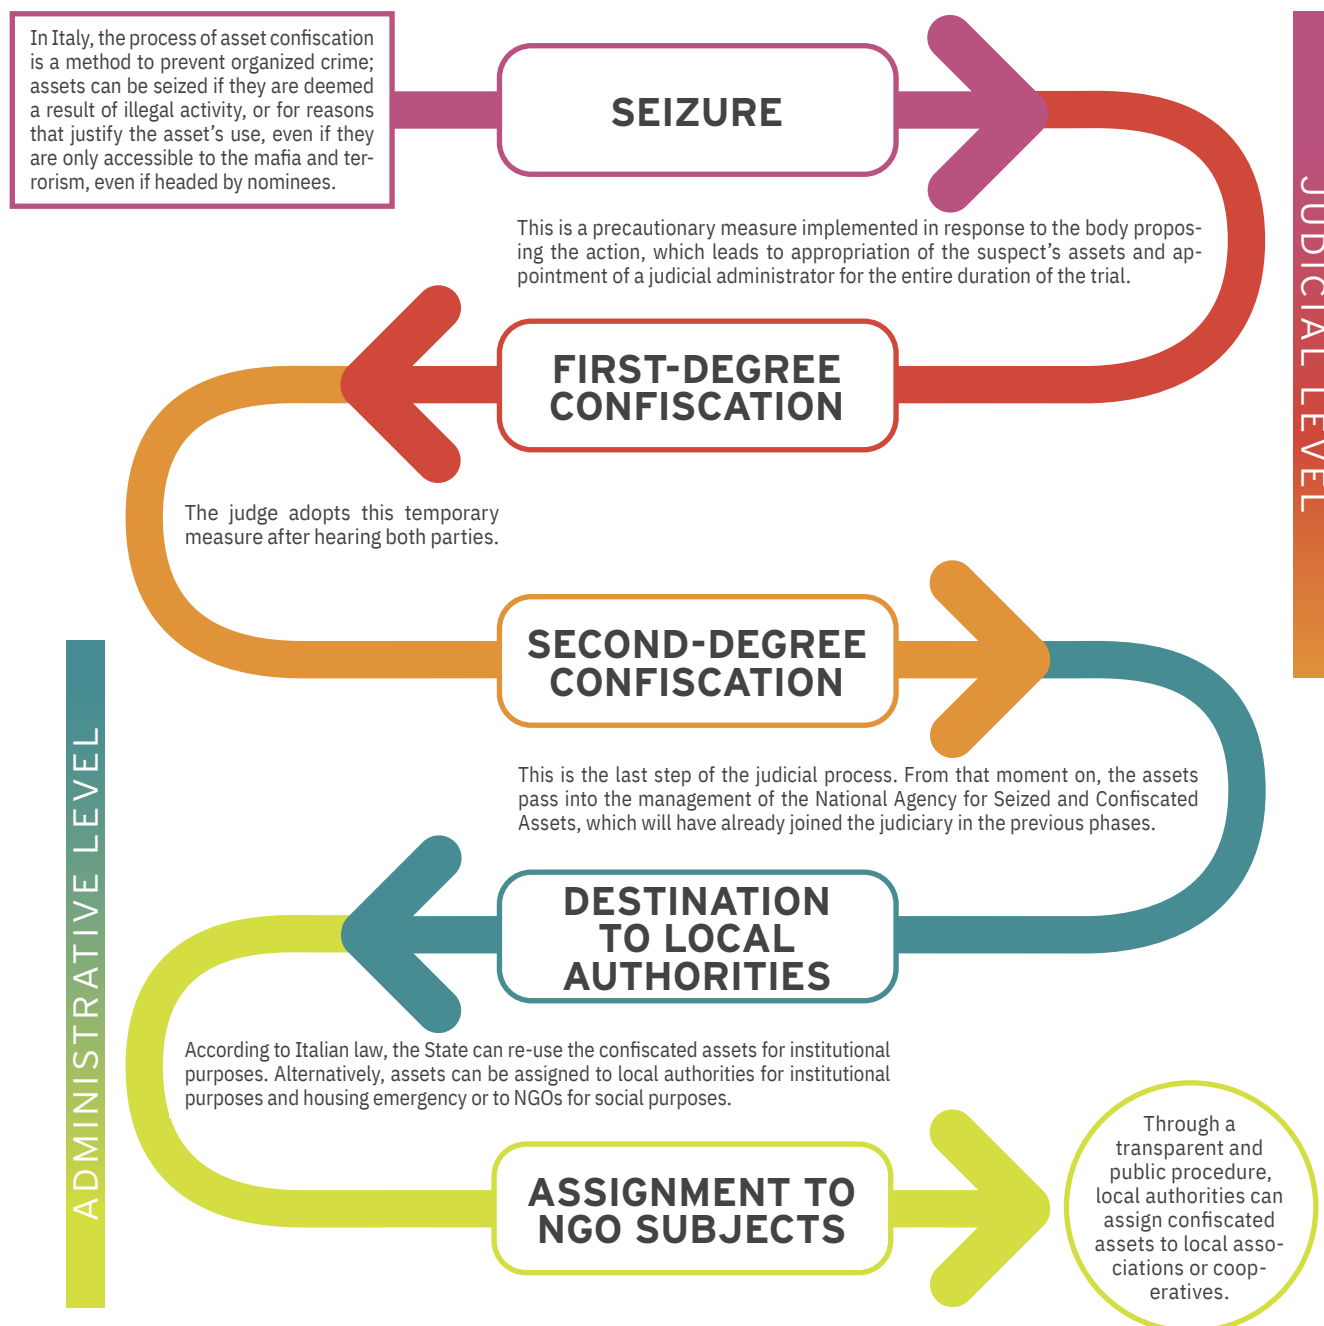 In Italy, the process of asset confiscation
is a method to prevent organized crime;
assets can be seized if they are deemed
a result of illegal activity, or for reasons
that justify the asset's use, even if they
are only accessible to the mafia and ter-
rorism, even if headed by nominees.
SEIZURE
JUDICIAL LEVEL
This is a precautionary measure implemented in response to the body propos-
ing the action, which leads to appropriation of the suspect's assets and ap-
pointment of a judicial administrator for the entire duration of the trial.
FIRST-DEGREE
CONFISCATION
The judge adopts this temporary
measure after hearing both parties.
SECOND-DEGREE
CONFISCATION
ADMINISTRATIVE LEVEL
This is the last step of the judicial process. From that moment on, the assets
pass into the management of the National Agency for Seized and Confiscated
Assets, which will have already joined the judiciary in the previous phases.
DESTINATION
TO LOCAL
AUTHORITIES
According to Italian law, the State can re-use the confiscated assets for institutional
purposes. Alternatively, assets can be assigned to local authorities for institutional
purposes and housing emergency or to NGOs for social purposes.
ASSIGNMENT TO
NGO SUBJECTS
Through a
transparent and
public procedure,
local authorities can
assign confiscated
assets to local asso-
ciations or coop-
eratives.